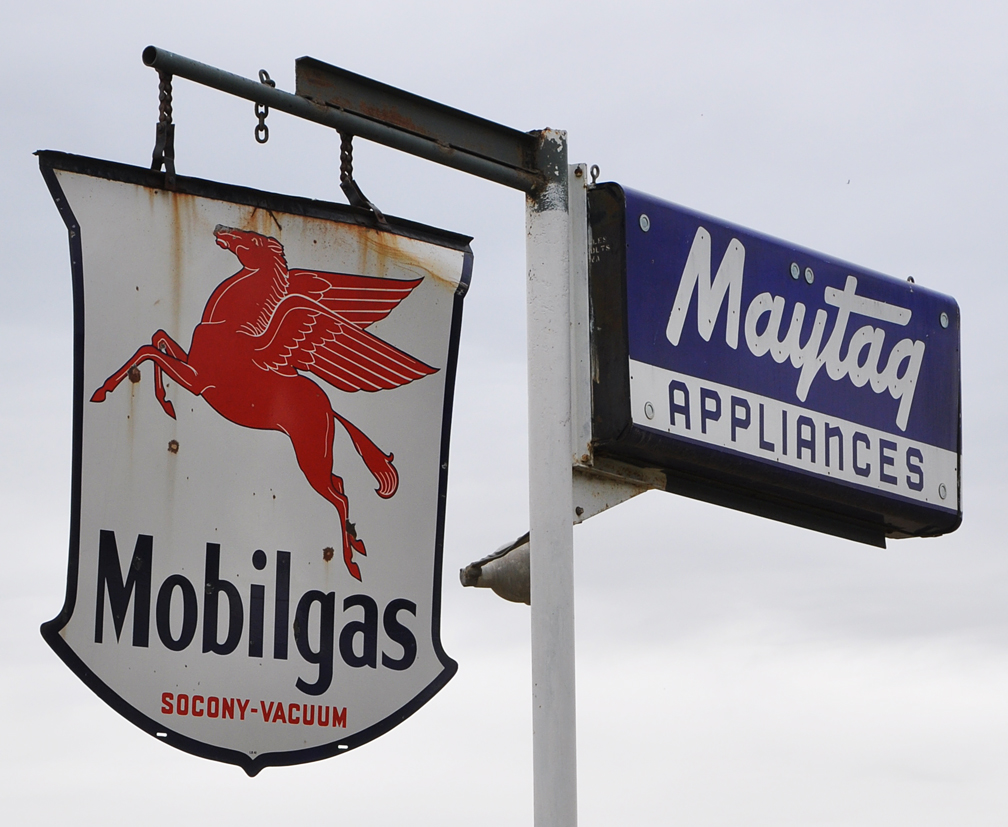 Mobilgas
SOCONY-VACUUM
Maytag
APPLIANCES